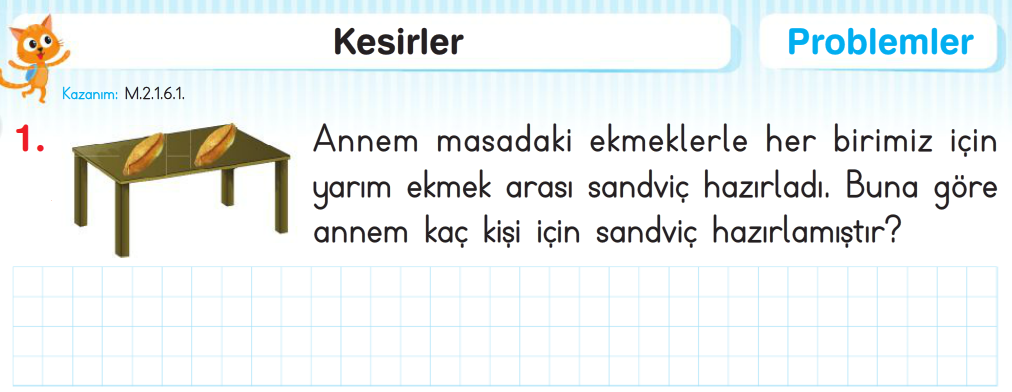 Kesirler
Problemler
Kazanım: M.2.1.6.1.
1.
Annem masadaki ekmeklerle her birimiz için
yarım ekmek arası sandviç hazırladı. Buna göre
annem kaç kişi için sandviç hazırlamıştır?